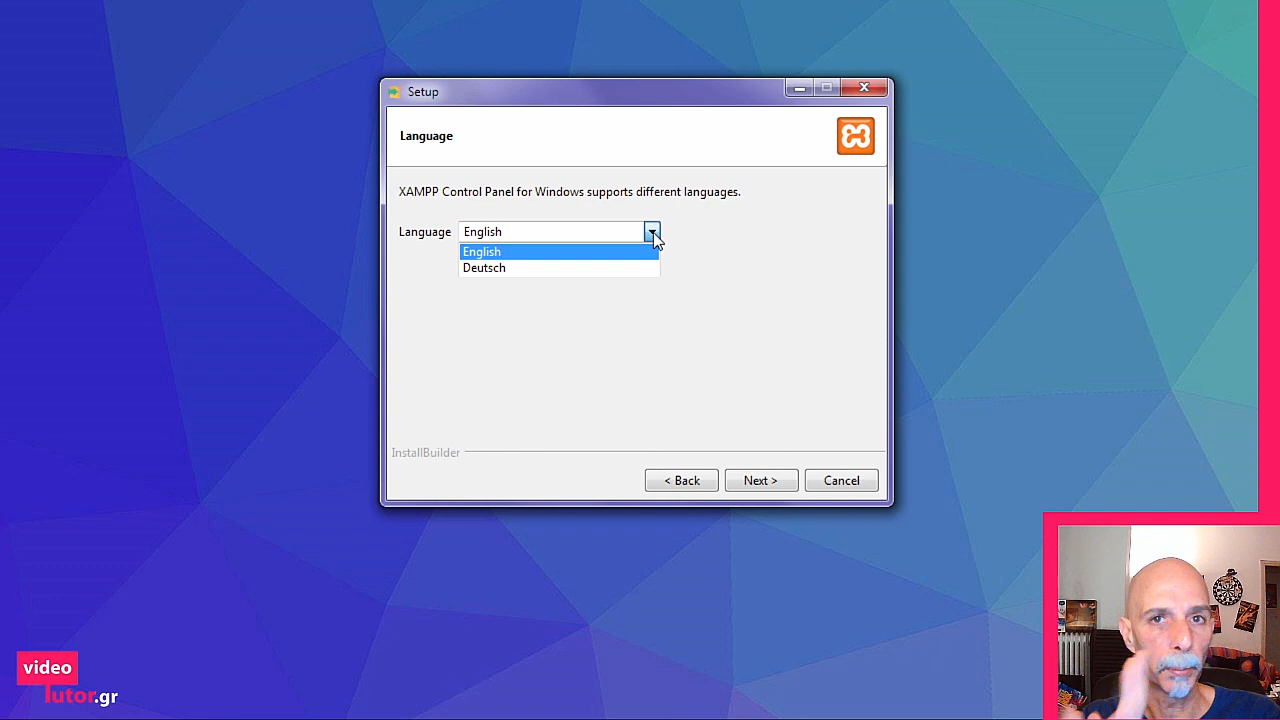 Setup
Language
XAMPP Control Panel for Windows supports different languages.
Language English
English
Deutsch
InstallBuilder
< Back Next > Cancel
video
tutor.gr